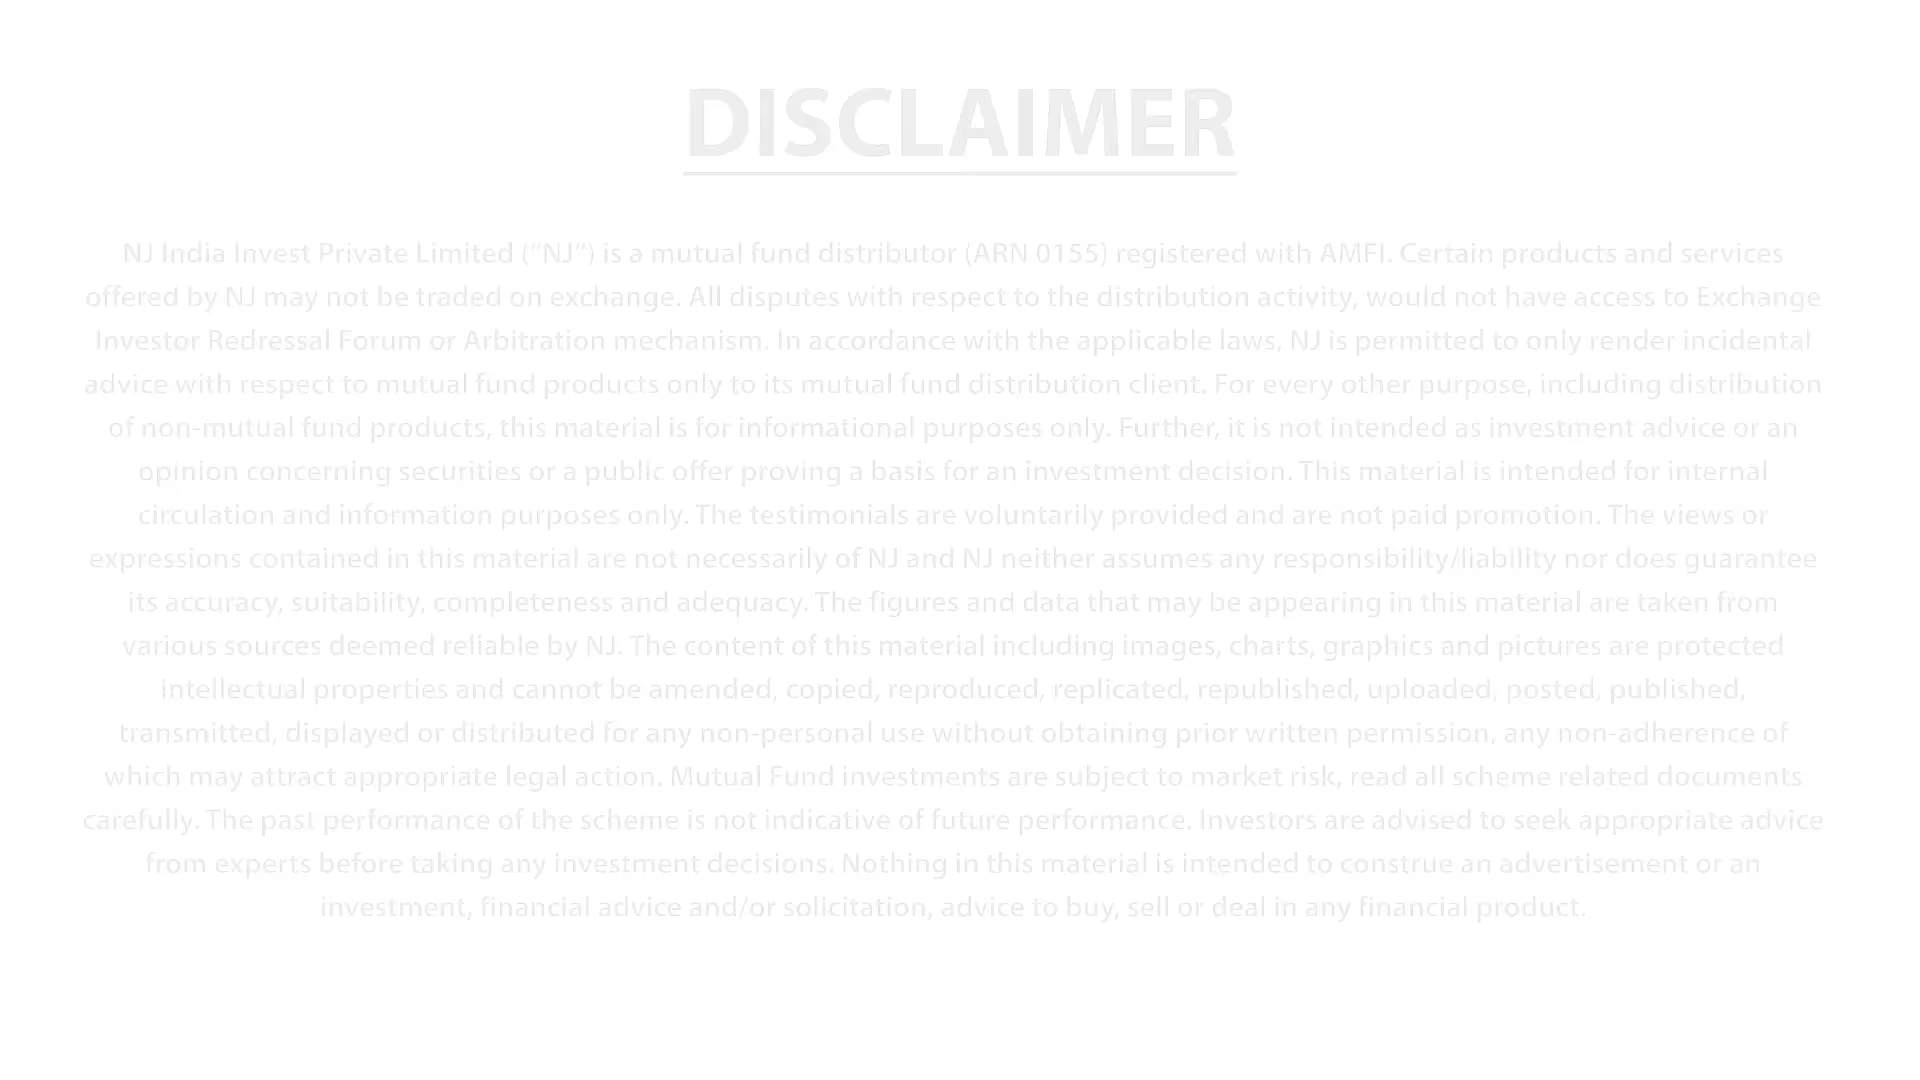 DISCLAIMER
NJ India Invest Private Limited (“NJ”) is a mutual fund distributor (ARN 0155) registered with AMFI. Certain products and services
offered by NJ may not be traded on exchange. All disputes with respect to the distribution activity, would not have access to Exchange
Investor Redressal Forum or Arbitration mechanism. In accordance with the applicable laws, NJ is permitted to only render incidental
advice with respect to mutual fund products only to its mutual fund distribution client. For every other purpose, including distribution
of non-mutual fund products, this material is for informational purposes only. Further, it is not intended as investment advice or an
opinion concerning securities or a public offer proving a basis for an investment decision. This material is intended for internal
circulation and information purposes only. The testimonials are voluntarily provided and are not paid promotion. The views or
expressions contained in this material are not necessarily of NJ and NJ neither assumes any responsibility/liability nor does guarantee
its accuracy, suitability, completeness and adequacy. The figures and data that may be appearing in this material are taken from
various sources deemed reliable by NJ. The content of this material including images, charts, graphics and pictures are protected
intellectual properties and cannot be amended, copied, reproduced, replicated, republished, uploaded, posted, published,
transmitted, displayed or distributed for any non-personal use without obtaining prior written permission, any non-adherence of
which may attract appropriate legal action. Mutual Fund investments are subject to market risk, read all scheme related documents
carefully. The past performance of the scheme is not indicative of future performance. Investors are advised to seek appropriate advice
from experts before taking any investment decisions. Nothing in this material is intended to construe an advertisement or an
investment, financial advice and/or solicitation, advice to buy, sell or deal in any financial product.